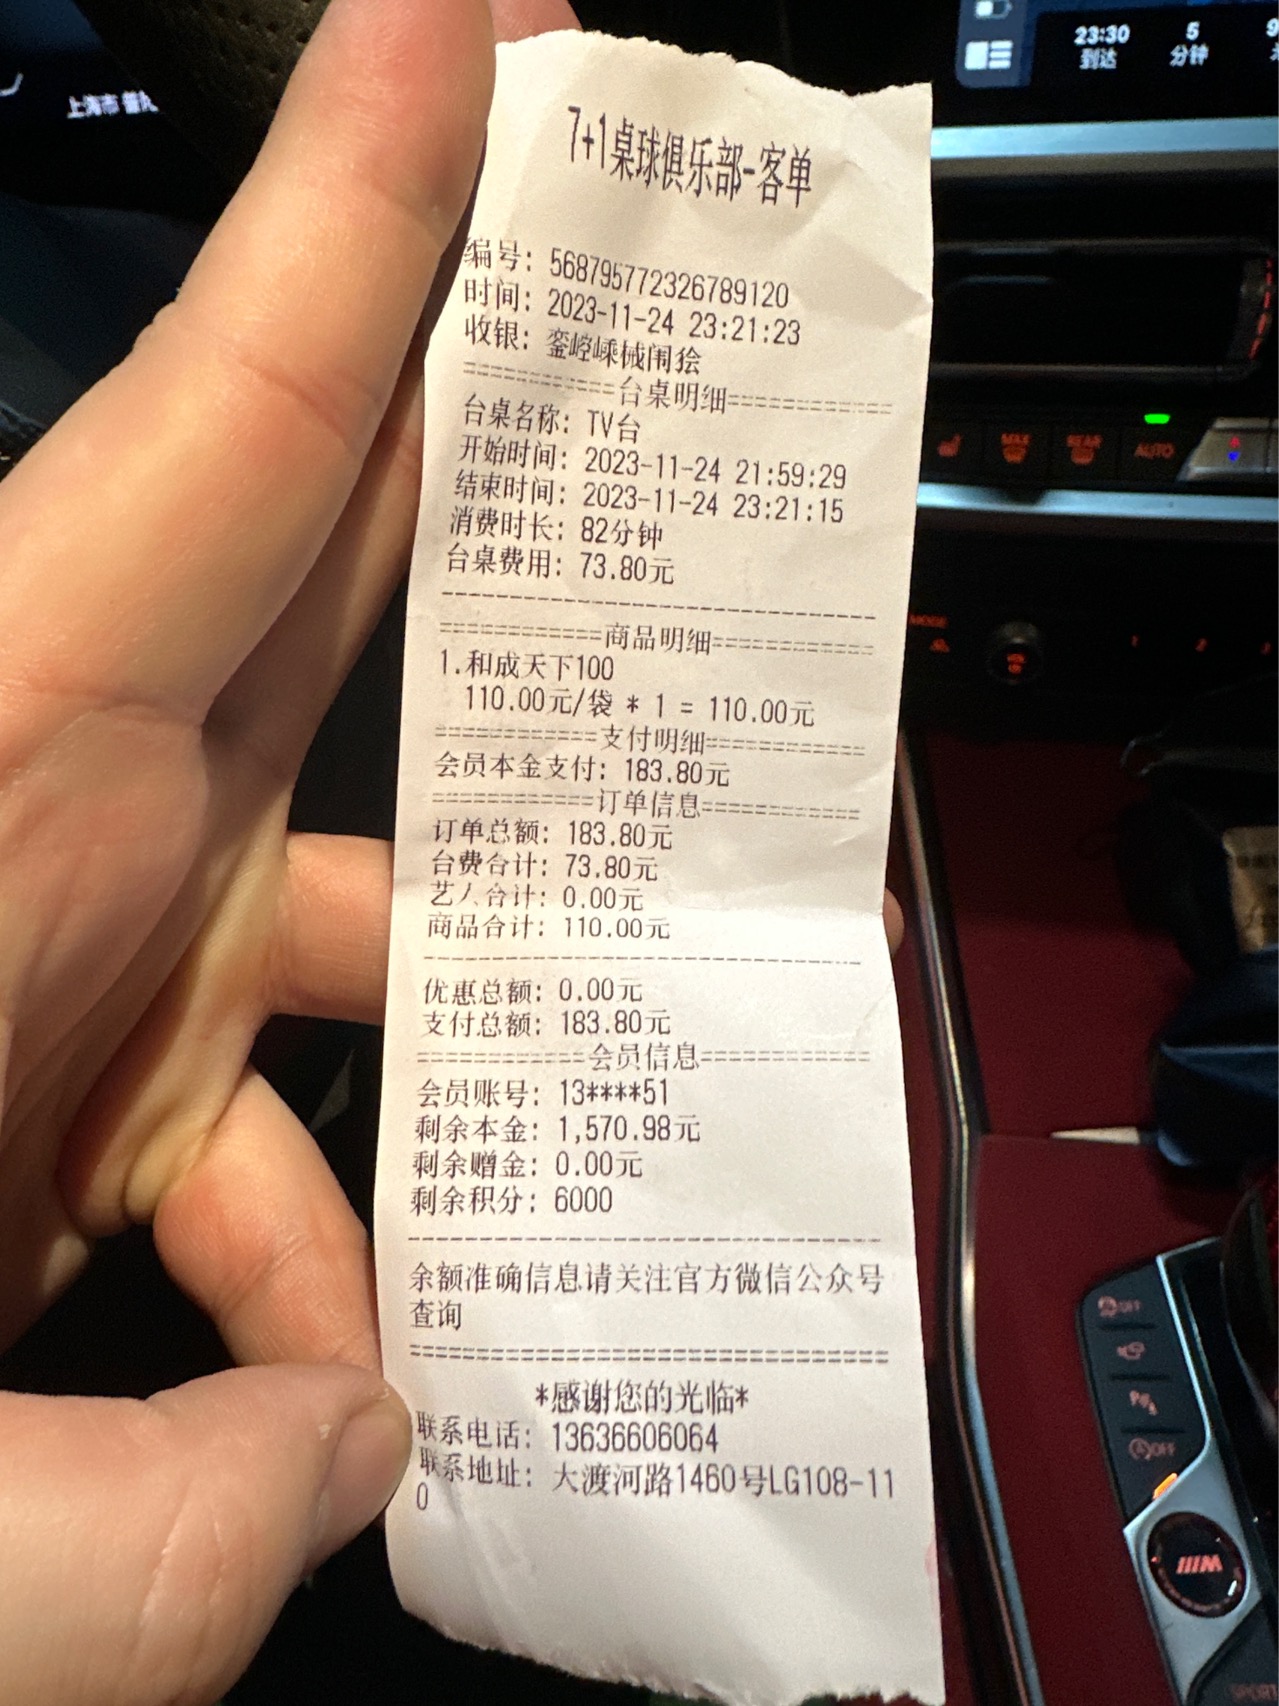 上海市
23:30
到达
5
分钟
7+1桌球俱乐部-客单
编号: 568795772326789120
时间: 2023-11-24 23:21:23
收银: 銮崆嵊械闹狯
===========台桌明细============
台桌名称: TV台
开始时间: 2023-11-24 21:59:29
结束时间: 2023-11-24 23:21:15
消费时长: 82分钟
台桌费用: 73.80元
--------------------------------
============商品明细============
1.和成天下100
110.00元/袋 * 1 = 110.00元
============支付明细============
会员本金支付: 183.80元
============订单信息============
订单总额: 183.80元
台费合计: 73.80元
艺人合计: 0.00元
商品合计: 110.00元
--------------------------------
优惠总额: 0.00元
支付总额: 183.80元
============会员信息============
会员账号: 13****51
剩余本金: 1,570.98元
剩余赠金: 0.00元
剩余积分: 6000
--------------------------------
余额准确信息请关注官方微信公众号
查询
================================
*感谢您的光临*
联系电话: 13636606064
联系地址: 大渡河路1460号LG108-11
0
MAX
REAR
AUTO
MODE
1
2
OFF
OFF
SPORT